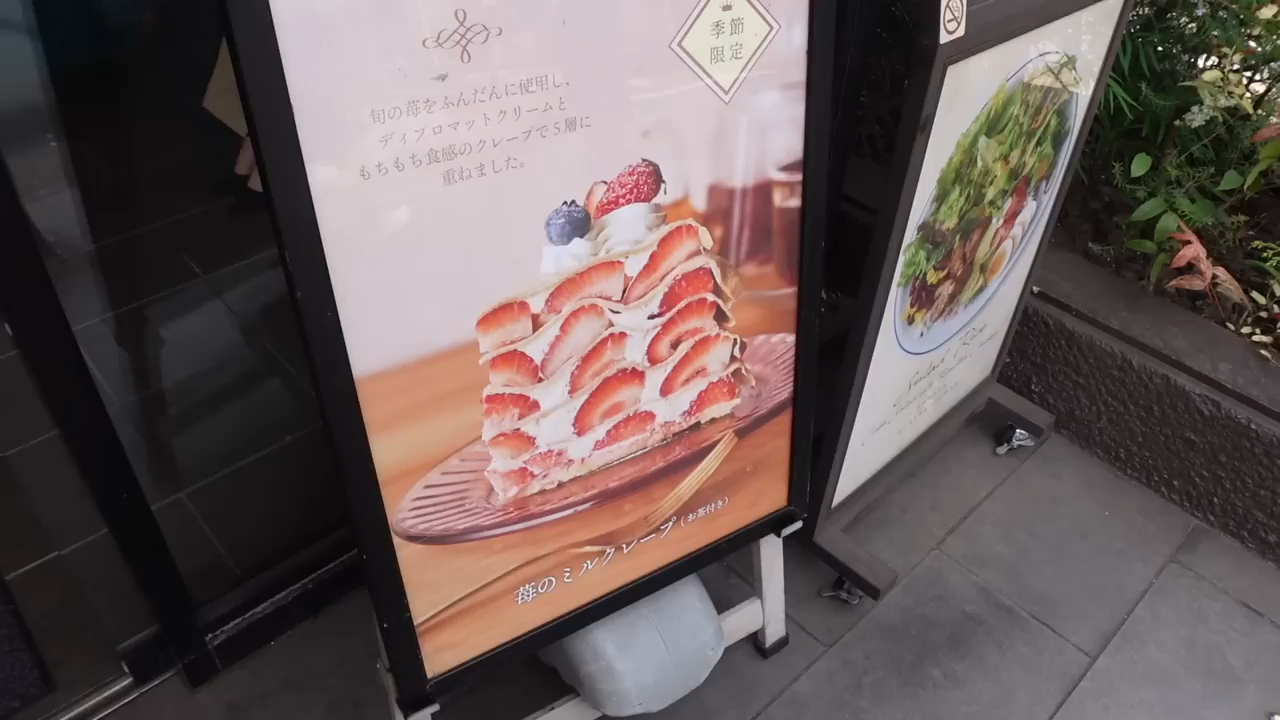 季節
限定
旬の苺をふんだんに使用し、
ディプロマットクリームと
もちもち食感のクレープで5層に
重ねました。
苺のミルクレープ（お茶付き）